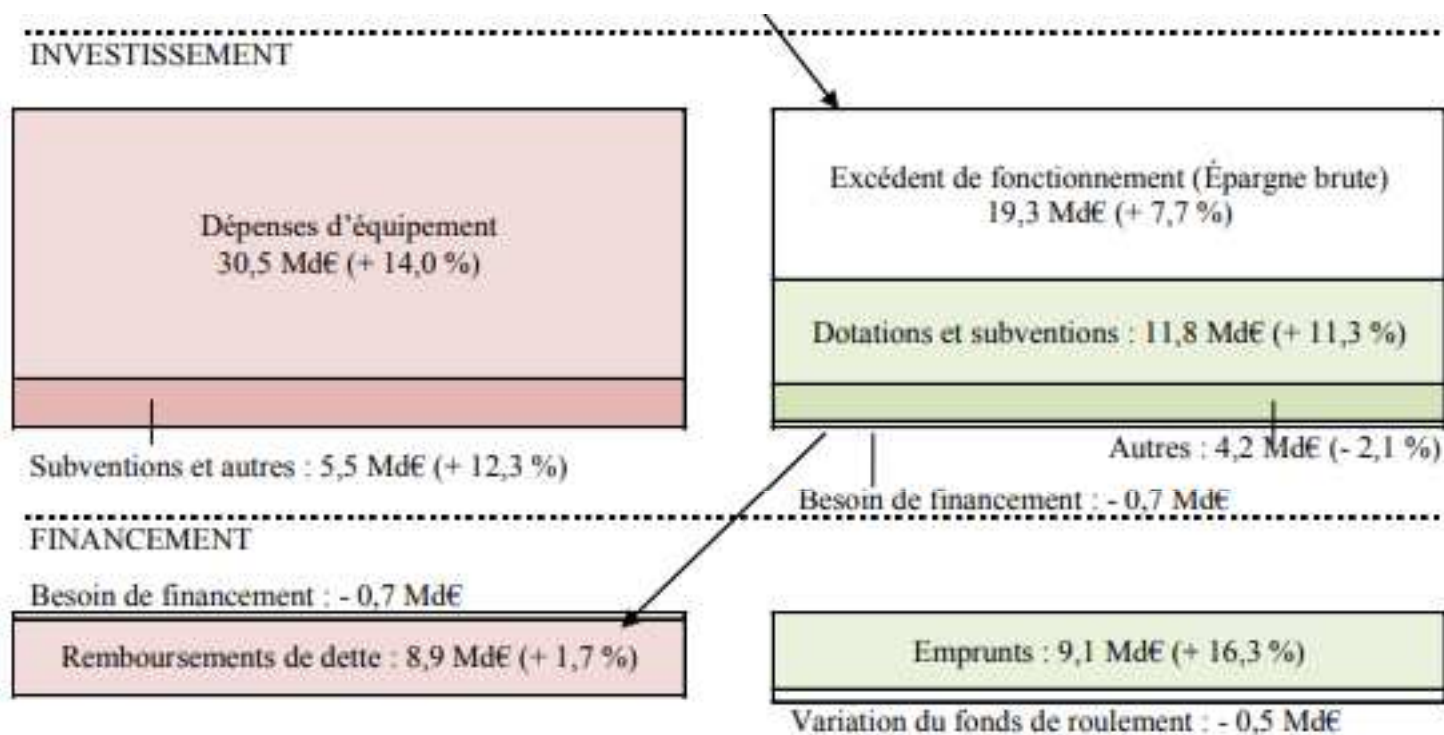 INVESTISSEMENT
Dépenses d'équipement
30,5 Md€ (+ 14,0 %)
Subventions et autres : 5,5 Md€ (+ 12,3 %)
Excédent de fonctionnement (Épargne brute)
19,3 Md€ (+ 7,7 %)
Dotations et subventions : 11,8 Md€ (+ 11,3 %)
Autres : 4,2 Md€ (- 2,1 %)
Besoin de financement : - 0,7 Md€
FINANCEMENT
Besoin de financement : - 0,7 Md€
Remboursements de dette : 8,9 Md€ (+ 1,7 %)
Emprunts : 9,1 Md€ (+ 16,3 %)
Variation du fonds de roulement : - 0,5 Md€